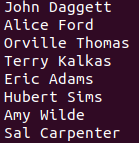 John Daggett
Alice Ford
Orville Thomas
Terry Kalkas
Eric Adams
Hubert Sims
Amy Wilde
Sal Carpenter